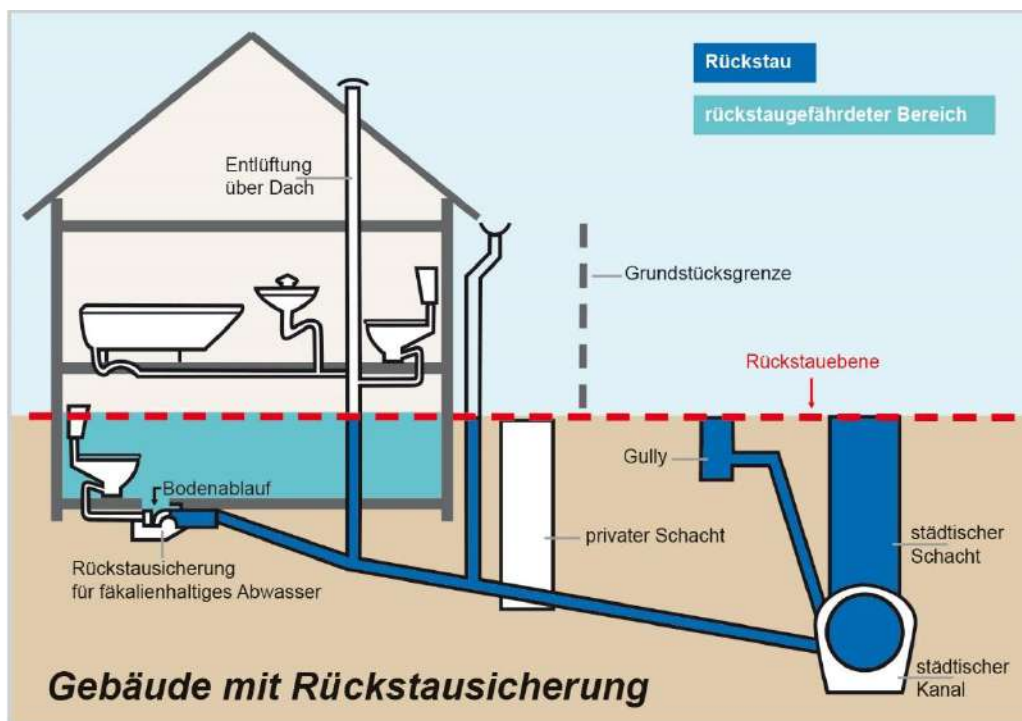 Rückstau
rückstaugefährdeter Bereich
Entlüftung
über Dach
Grundstücksgrenze
Rückstauebene
Bodenablauf
Gully
Rückstausicherung
für fäkalienhaltiges Abwasser
privater Schacht
städtischer
Schacht
städtischer
Kanal
Gebäude mit Rückstausicherung